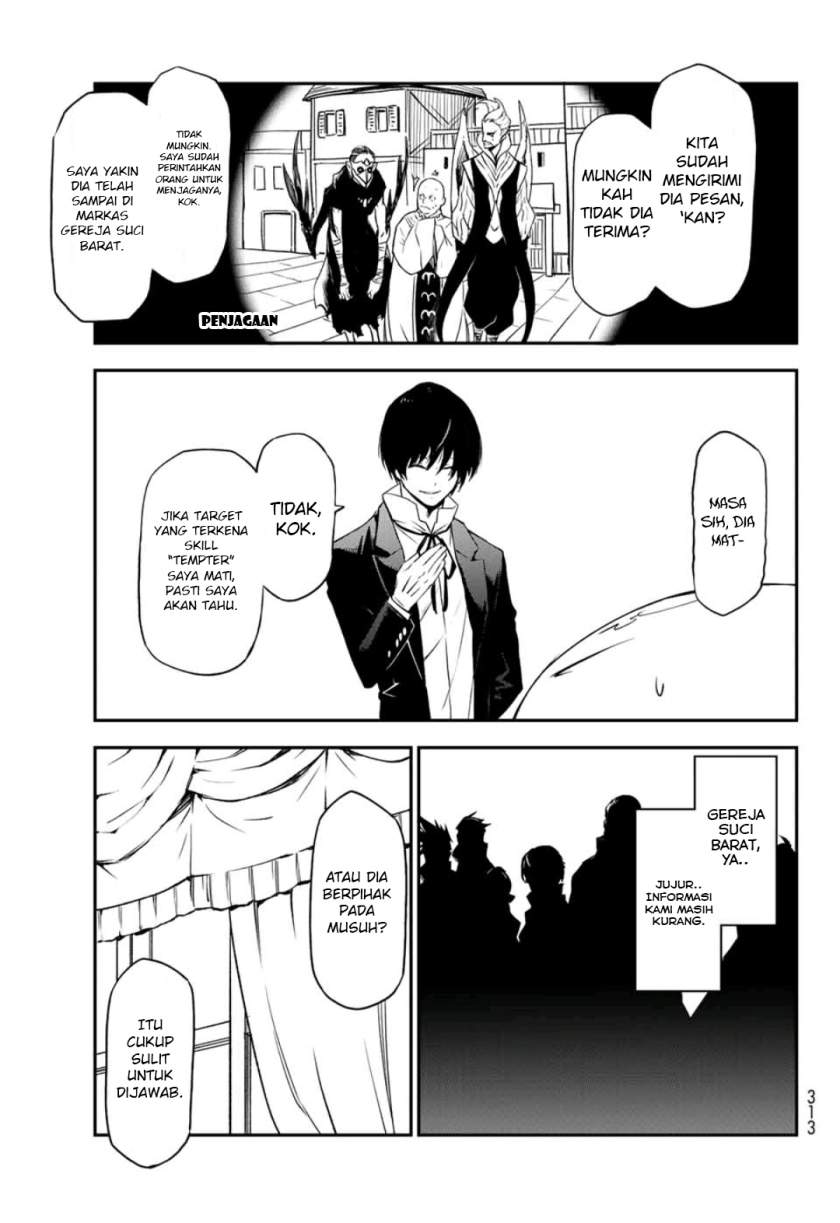 KITA
SUDAH
MENGIRIMI
DIA PESAN,
'KAN?
MUNGKIN
KAH
TIDAK DIA
TERIMA?
TIDAK
MUNGKIN.
SAYA SUDAH
PERINTAHKAN
ORANG UNTUK
MENJAGANYA,
KOK.
SAYA YAKIN
DIA TELAH
SAMPAI DI
MARKAS
GEREJA SUCI
BARAT.
PENJAGAAN
MASA
SIH, DIA
MAT-
TIDAK,
KOK.
JIKA TARGET
YANG TERKENA
SKILL
"TEMPTER"
SAYA MATI,
PASTI SAYA
AKAN TAHU.
GEREJA
SUCI
BARAT,
YA..
JUJUR..
INFORMASI
KAMI MASIH
KURANG.
ATAU DIA
BERPIHAK
PADA
MUSUH?
ITU
CUKUP
SULIT
UNTUK
DIJAWAB.
313